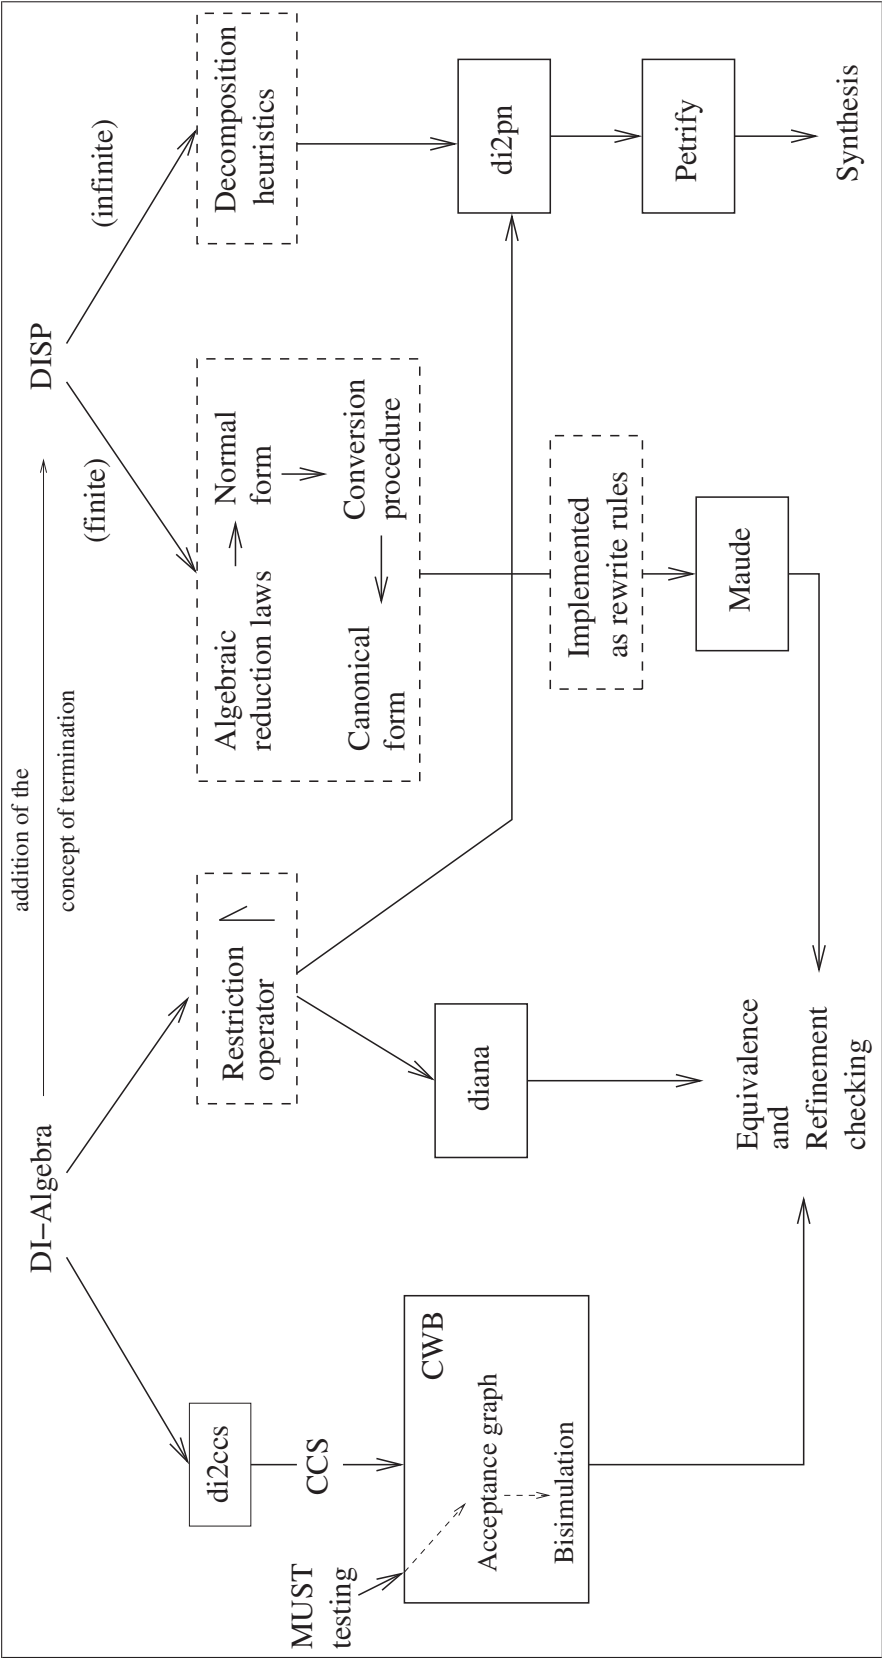 addition of the
DI–Algebra
DISP
concept of termination
(finite)
(infinite)
di2ccs
Restriction
operator
Algebraic
reduction laws
Normal
form
Canonical
form
Conversion
procedure
Decomposition
heuristics
MUST
testing
CCS
CWB
Acceptance graph
Bisimulation
diana
di2pn
Implemented
as rewrite rules
Petrify
Maude
Equivalence
and
Refinement
checking
Synthesis